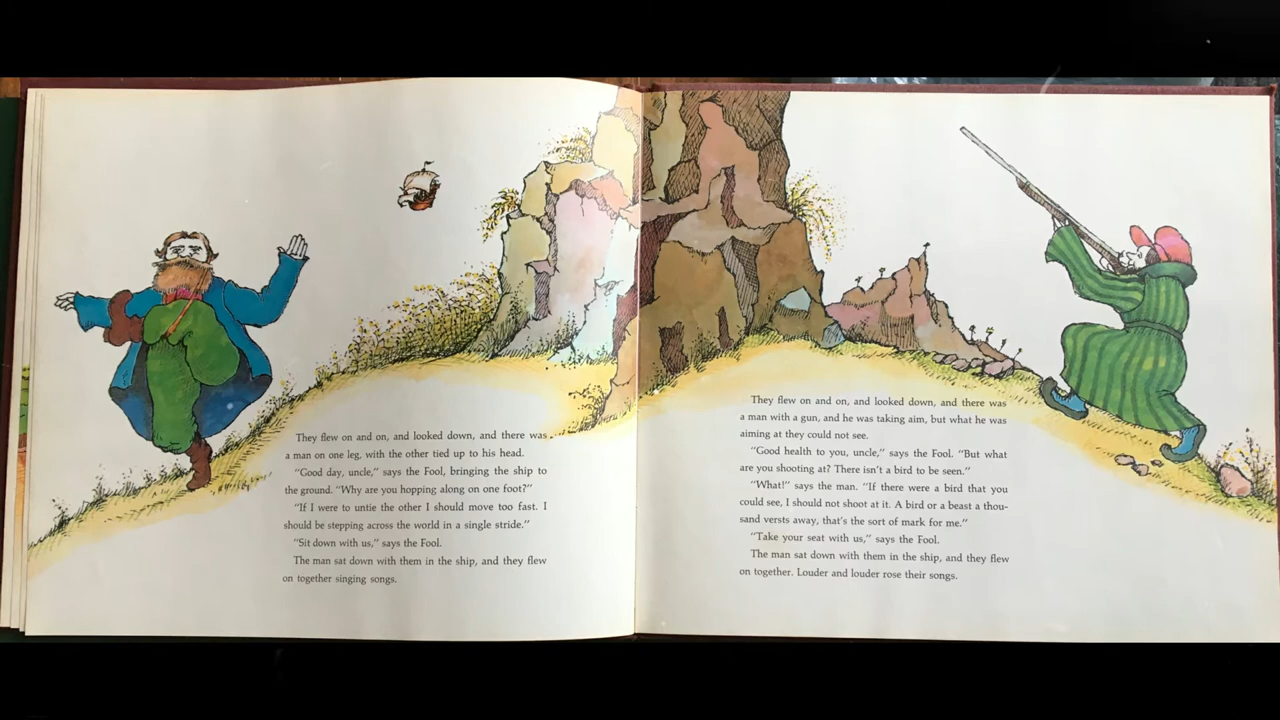 They flew on and on, and looked down, and there was
a man on one leg, with the other tied up to his head.
"Good day, uncle," says the Fool, bringing the ship to
the ground. "Why are you hopping along on one foot?"
"If I were to untie the other I should move too fast. I
should be stepping across the world in a single stride."
"Sit down with us," says the Fool.
The man sat down with them in the ship, and they flew
on together singing songs.
They flew on and on, and looked down, and there was
a man with a gun, and he was taking aim, but what he was
aiming at they could not see.
"Good health to you, uncle," says the Fool. "But what
are you shooting at? There isn't a bird to be seen."
"What!" says the man. "If there were a bird that you
could see, I should not shoot at it. A bird or a beast a thou-
sand versts away, that's the sort of mark for me."
"Take your seat with us," says the Fool.
The man sat down with them in the ship, and they flew
on together. Louder and louder rose their songs.